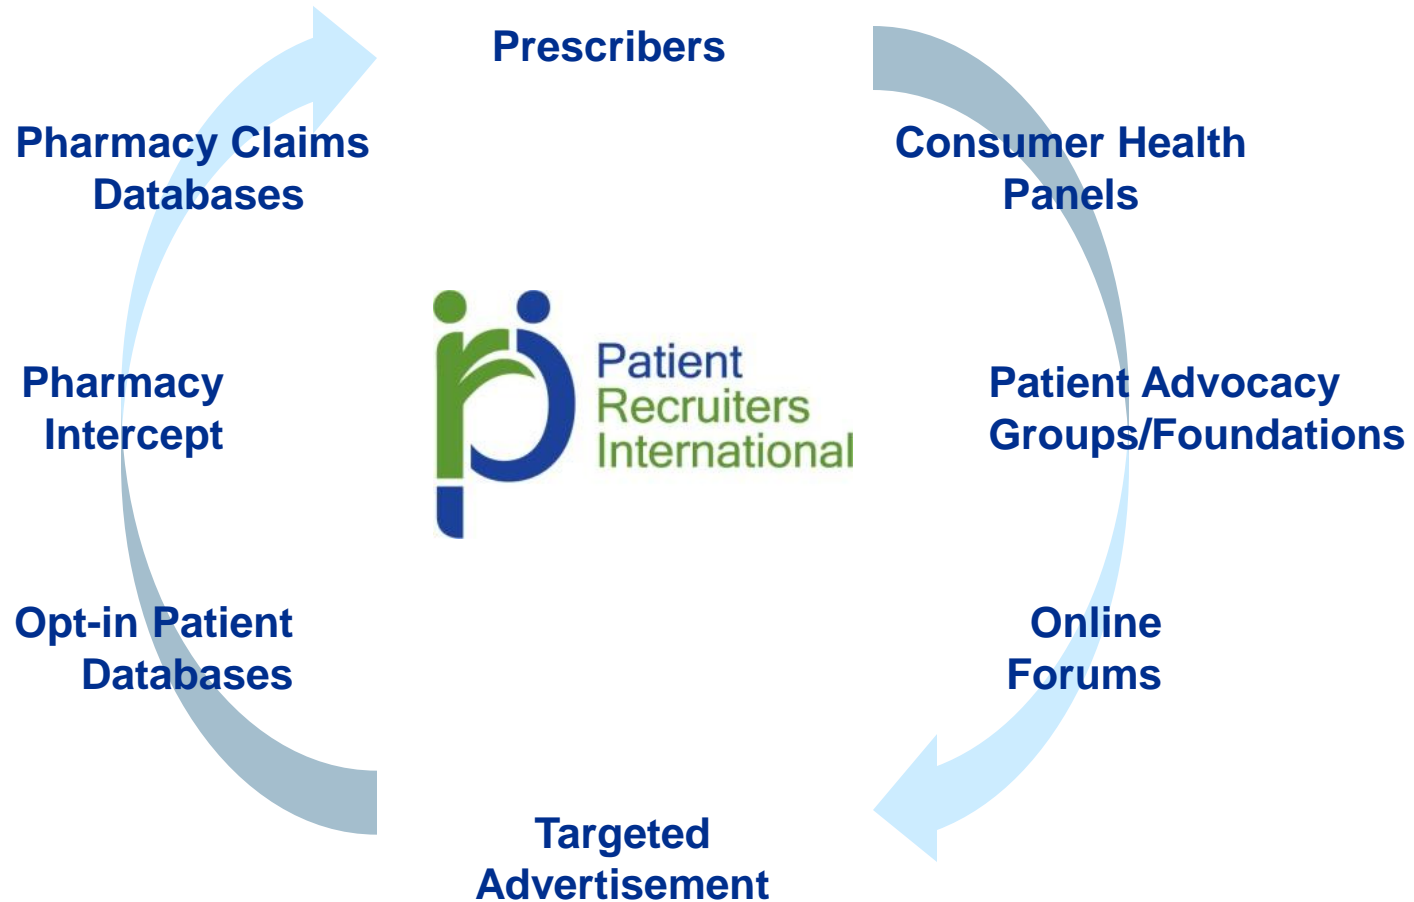 Prescribers
Pharmacy Claims
Databases
Consumer Health
Panels
Patient
Recruiters
International
Pharmacy
Intercept
Patient Advocacy
Groups/Foundations
Opt-in Patient
Databases
Online
Forums
Targeted
Advertisement